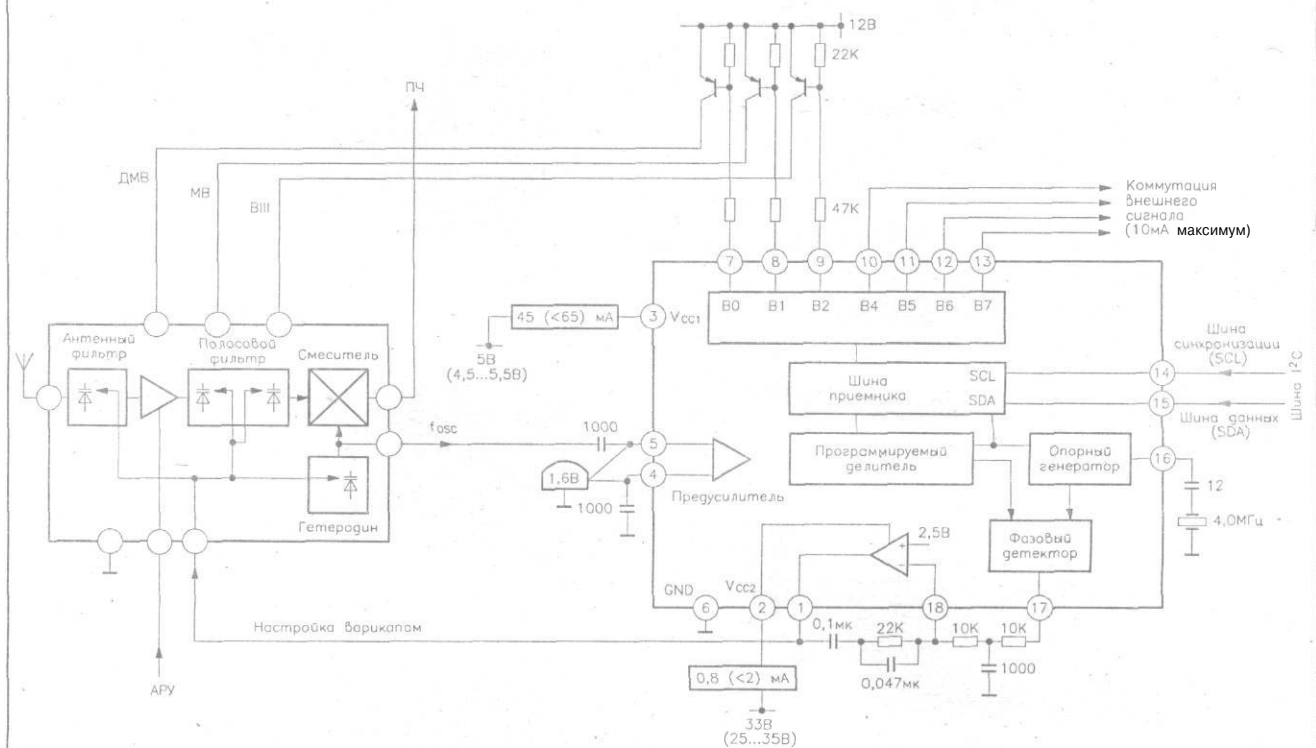 12В
22К
ПЧ
ДМВ
МВ
ВIII
47К
Коммутация
внешнего
сигнала
(10мА максимум)
7
8
9
10
11
12
13
B0
B1
B2
B4
B5
B6
B7
45 (<65) мА
3
VCC1
5В
(4,5...5,5В)
Антенный
фильтр
Полосовой
фильтр
Смеситель
Шина
синхронизации
(SCL)
14
Шина I²C
15
Шина данных
(SDA)
Шина
приемника
SCL
SDA
fosc
1000
5
4
1,6В
1000
Предусилитель
Программируемый
делитель
Опорный
генератор
16
12
4,0МГц
Гетеродин
2,5В
+
−
Фазовый
детектор
GND
VCC2
6
2
1
18
17
Настройка варикапам
0,1мк
22К
10К
10К
0,047мк
1000
АРУ
0,8 (<2) мА
33В
(25...35В)